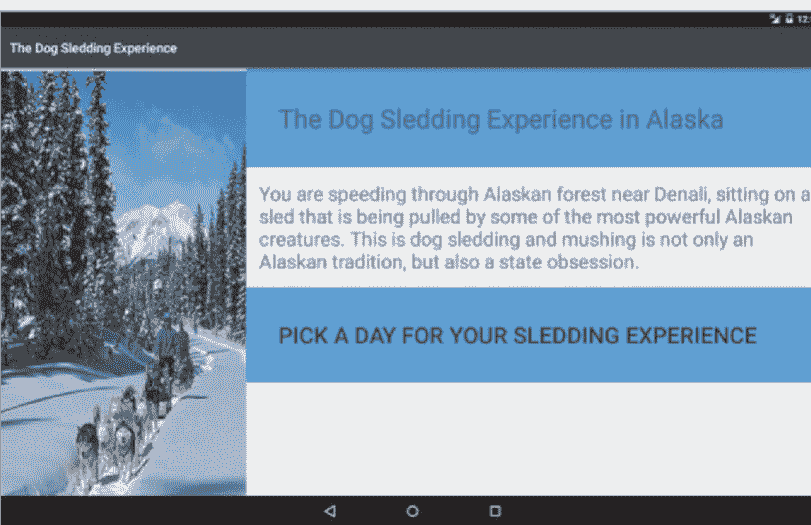 12:
The Dog Sledding Experience
The Dog Sledding Experience in Alaska
You are speeding through Alaskan forest near Denali, sitting on a
sled that is being pulled by some of the most powerful Alaskan
creatures. This is dog sledding and mushing is not only an
Alaskan tradition, but also a state obsession.
PICK A DAY FOR YOUR SLEDDING EXPERIENCE